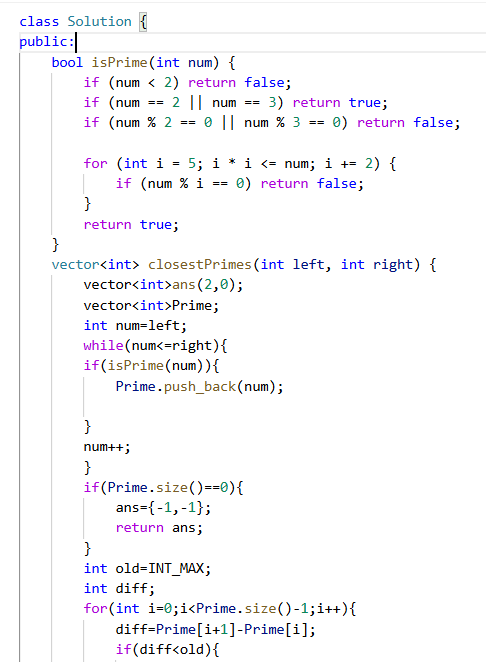 class Solution {
public:
    bool isPrime(int num) {
        if (num < 2) return false;
        if (num == 2 || num == 3) return true;
        if (num % 2 == 0 || num % 3 == 0) return false;

        for (int i = 5; i * i <= num; i += 2) {
            if (num % i == 0) return false;
        }
        return true;
    }
    vector<int> closestPrimes(int left, int right) {
        vector<int>ans(2,0);
        vector<int>Prime;
        int num=left;
        while(num<=right){
        if(isPrime(num)){
            Prime.push_back(num);

        }
        num++;
        }
        if(Prime.size()==0){
            ans={-1,-1};
            return ans;
        }
        int old=INT_MAX;
        int diff;
        for(int i=0;i<Prime.size()-1;i++){
            diff=Prime[i+1]-Prime[i];
            if(diff<old){